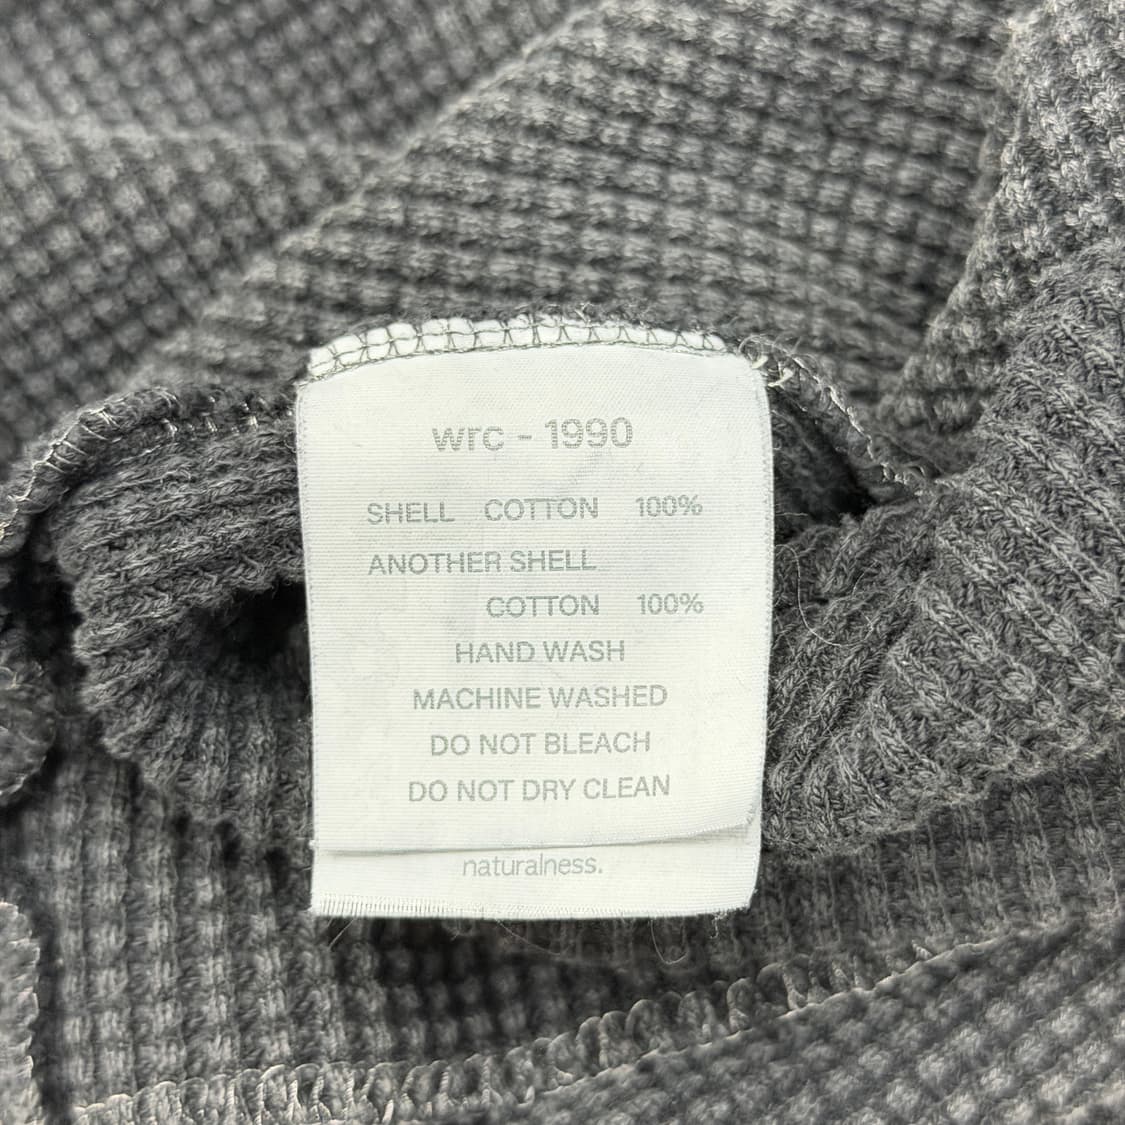 wrc - 1990
SHELL COTTON 100%
ANOTHER SHELL
COTTON 100%
HAND WASH
MACHINE WASHED
DO NOT BLEACH
DO NOT DRY CLEAN
naturalness.